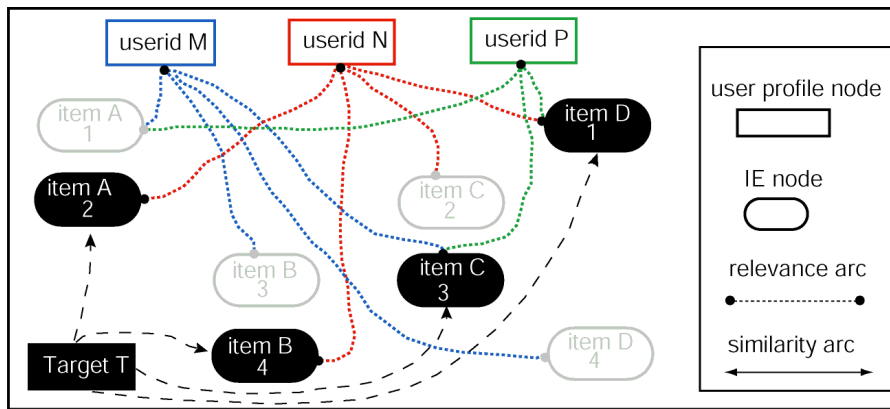 userid M
userid N
userid P
item A
1
item D
1
item A
2
item C
2
item B
3
item C
3
Target T
item B
4
item D
4
user profile node
IE node
relevance arc
similarity arc